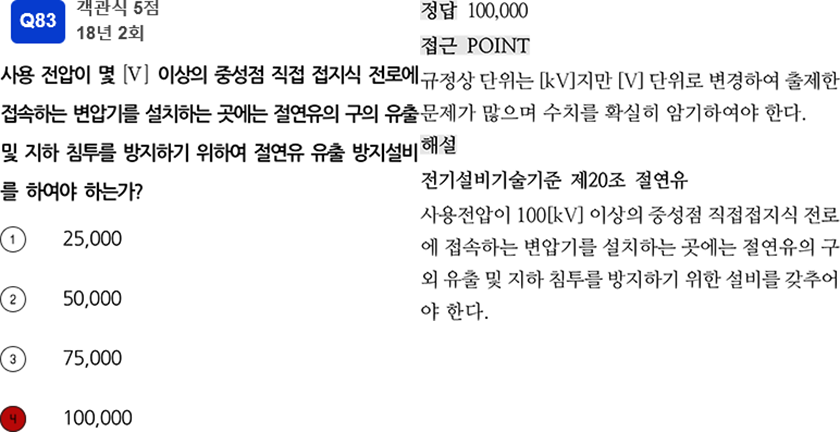 Q83
객관식 5점
18년 2회
사용 전압이 몇 [V] 이상의 중성점 직접 접지식 전로에
접속하는 변압기를 설치하는 곳에는 절연유의 구의 유출
및 지하 침투를 방지하기 위하여 절연유 유출 방지설비
를 하여야 하는가?
1 25,000
2 50,000
3 75,000
4 100,000
정답 100,000
접근 POINT
규정상 단위는 [kV]지만 [V] 단위로 변경하여 출제한
문제가 많으며 수치를 확실히 암기하여야 한다.
해설
전기설비기술기준 제20조 절연유
사용전압이 100[kV] 이상의 중성점 직접접지식 전로
에 접속하는 변압기를 설치하는 곳에는 절연유의 구
외 유출 및 지하 침투를 방지하기 위한 설비를 갖추어
야 한다.